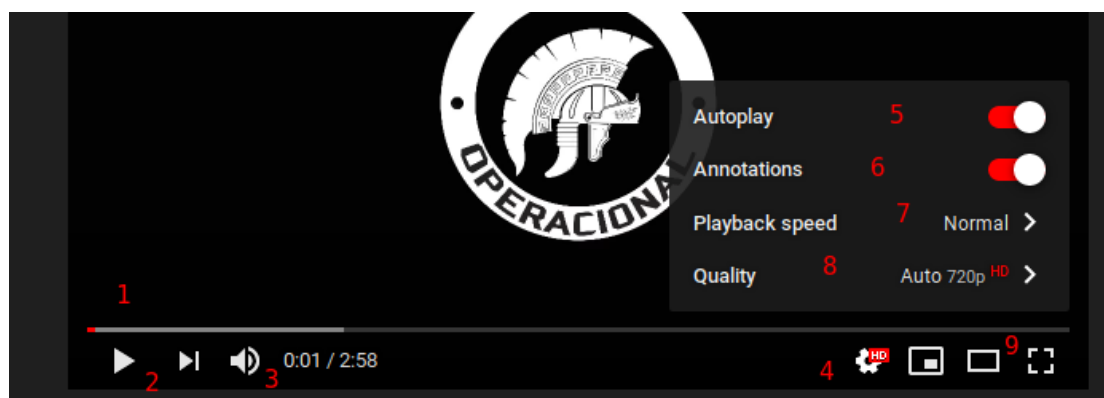 OPERACIONAL
Autoplay 5
Annotations 6
Playback speed 7 Normal
Quality 8 Auto 720p HD
1
0:01 / 2:58
HD
9
2
3
4